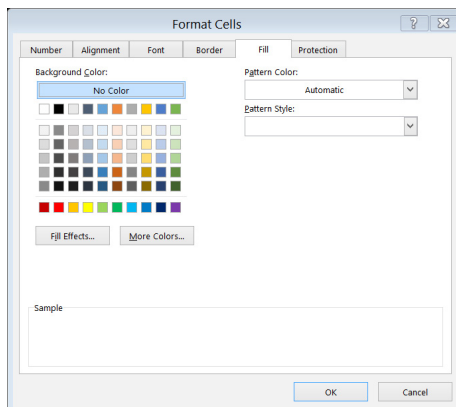 Format Cells
?
Number Alignment Font Border Fill Protection
Background Color:
No Color
Fill Effects...
More Colors...
Pattern Color:
Automatic
Pattern Style:
Sample
OK Cancel